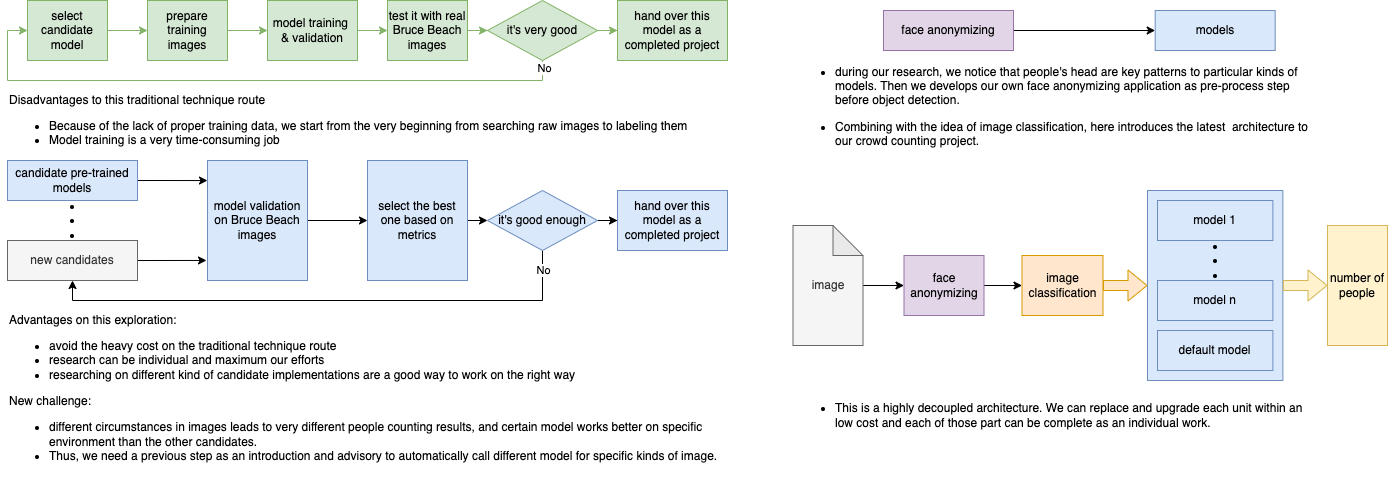 select
candidate
model
prepare
training
images
model training
& validation
test it with real
Bruce Beach
images
it's very good
hand over this
model as a
completed project
No
Disadvantages to this traditional technique route
• Because of the lack of proper training data, we start from the very beginning from searching raw images to labeling them
• Model training is a very time-consuming job
candidate pre-trained
models
new candidates
model validation
on Bruce Beach
images
select the best
one based on
metrics
it's good enough
hand over this
model as a
completed project
No
Advantages on this exploration:
• avoid the heavy cost on the traditional technique route
• research can be individual and maximum our efforts
• researching on different kind of candidate implementations are a good way to work on the right way
New challenge:
• different circumstances in images leads to very different people counting results, and certain model works better on specific
environment than the other candidates.
• Thus, we need a previous step as an introduction and advisory to automatically call different model for specific kinds of image.
face anonymizing
models
• during our research, we notice that people's head are key patterns to particular kinds of
models. Then we develops our own face anonymizing application as pre-process step
before object detection.
• Combining with the idea of image classification, here introduces the latest architecture to
our crowd counting project.
image
face
anonymizing
image
classification
model 1
model n
default model
number of
people
• This is a highly decoupled architecture. We can replace and upgrade each unit within an
low cost and each of those part can be complete as an individual work.